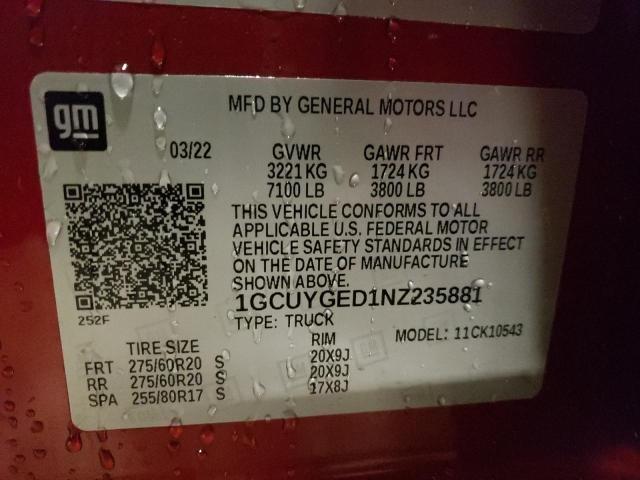 gm
MFD BY GENERAL MOTORS LLC
03/22 GVWR GAWR FRT GAWR RR
3221 KG 1724 KG 1724 KG
7100 LB 3800 LB 3800 LB
THIS VEHICLE CONFORMS TO ALL
APPLICABLE U.S. FEDERAL MOTOR
VEHICLE SAFETY STANDARDS IN EFFECT
ON THE DATE OF MANUFACTURE
SHOWN ABOVE.
1GCUYGED1NZ235881
252F
TYPE: TRUCK MODEL: 11CK10543
TIRE SIZE RIM
FRT 275/60R20 S 20X9J
RR 275/60R20 S 20X9J
SPA 255/80R17 S 17X8J